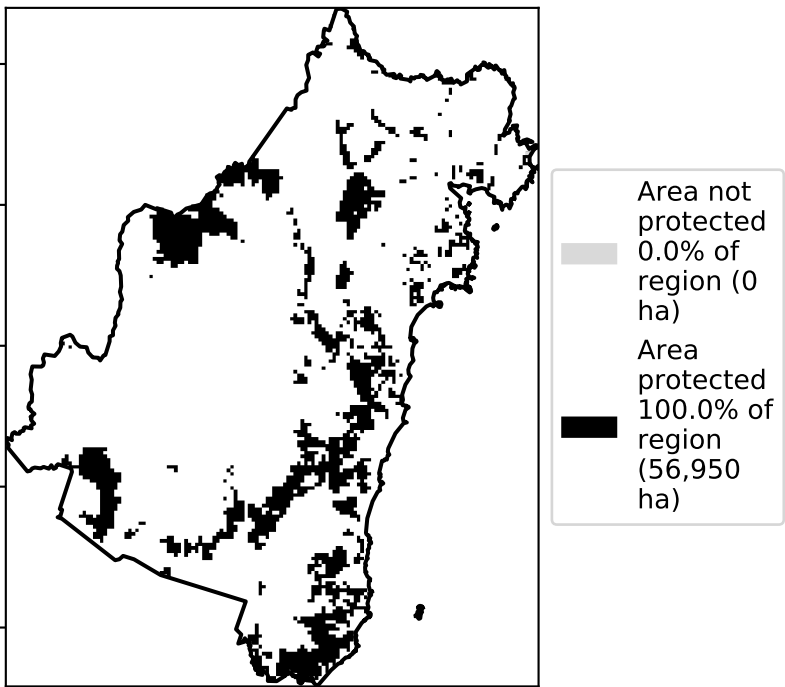 Area not
protected
0.0% of
region (0
ha)
Area
protected
100.0% of
region
(56,950
ha)